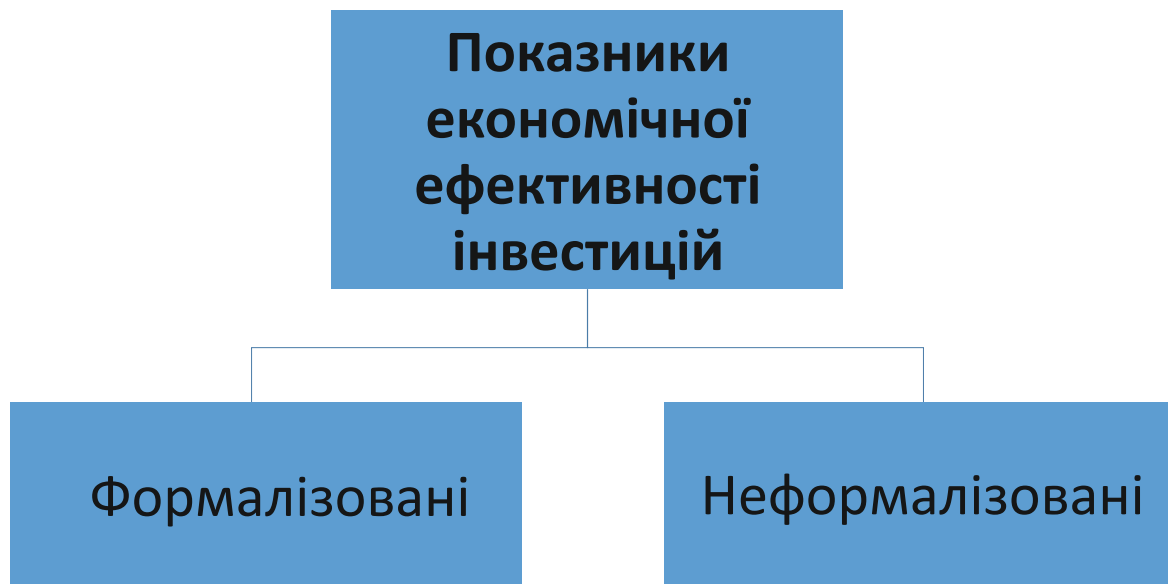 Показники
економічної
ефективності
інвестицій
Формалізовані
Неформалізовані